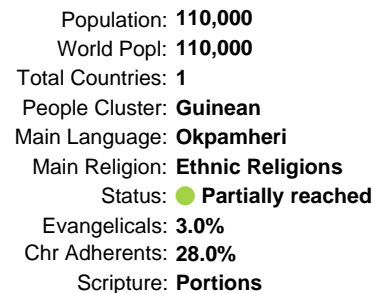 Population: 110,000
World Popl: 110,000
Total Countries: 1
People Cluster: Guinean
Main Language: Okpamheri
Main Religion: Ethnic Religions
Status: Partially reached
Evangelicals: 3.0%
Chr Adherents: 28.0%
Scripture: Portions